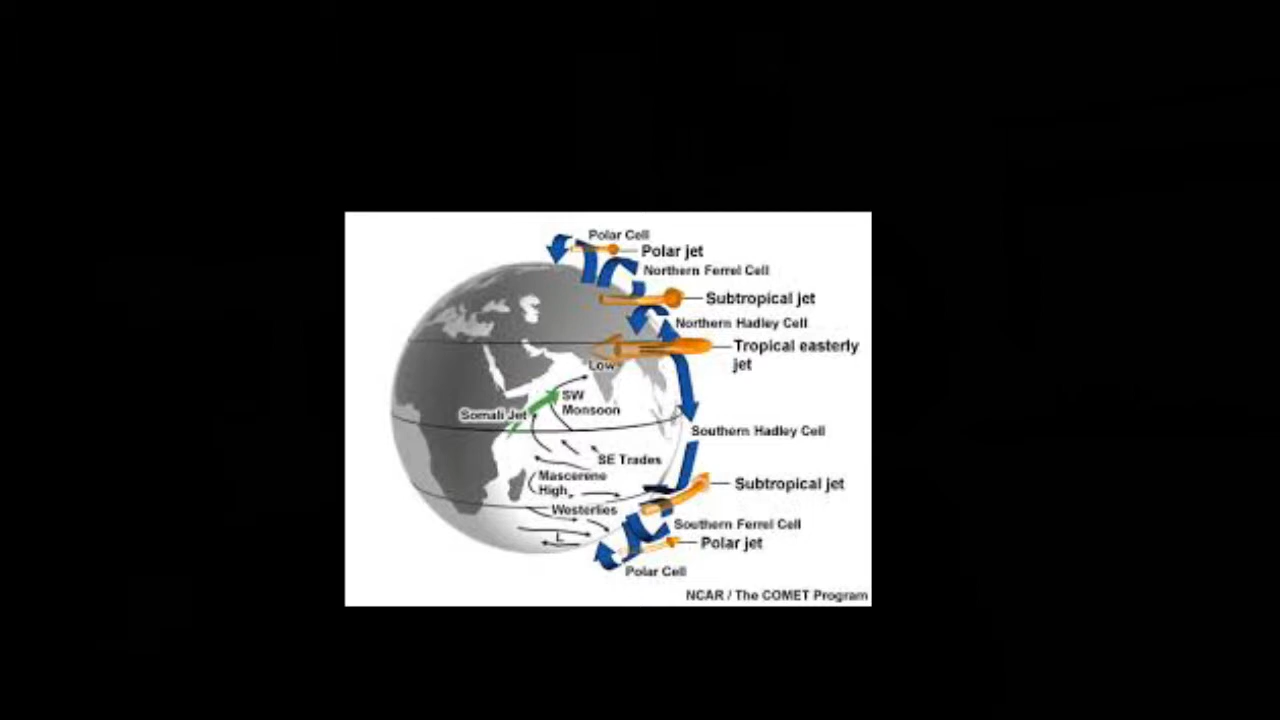 Polar Cell
Polar jet
Northern Ferrel Cell
Subtropical jet
Northern Hadley Cell
Tropical easterly
jet
Low
SW
Monsoon
Somali Jet
Southern Hadley Cell
SE Trades
Mascerene
High
Subtropical jet
Westerlies
Southern Ferrel Cell
L
Polar jet
Polar Cell
NCAR / The COMET Program